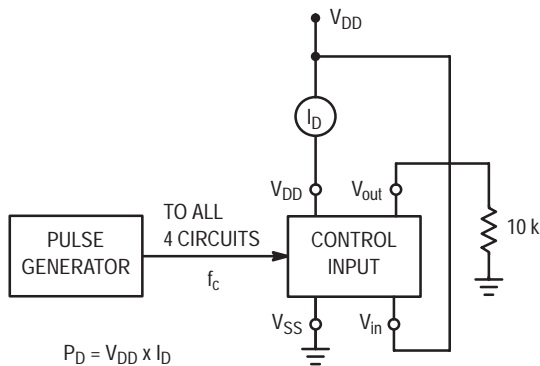 V_DD
I_D
V_DD
V_out
TO ALL
4 CIRCUITS
PULSE
GENERATOR
f_c
CONTROL
INPUT
10 k
V_SS
V_in
P_D = V_DD x I_D